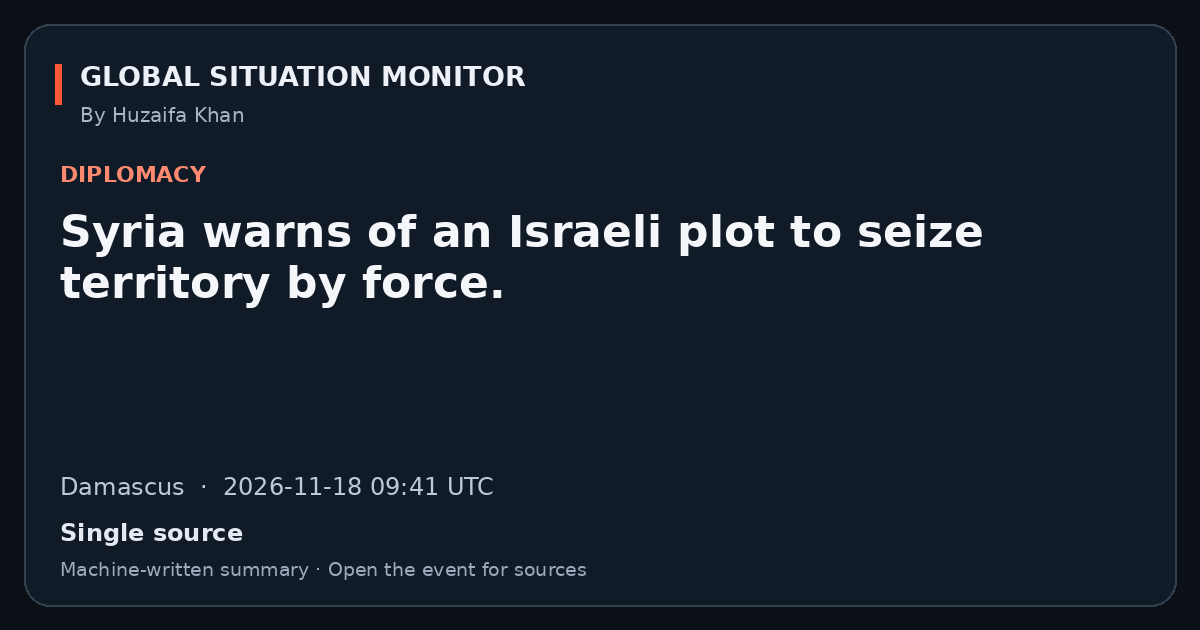 GLOBAL SITUATION MONITOR
By Huzaifa Khan
DIPLOMACY
Syria warns of an Israeli plot to seize
territory by force.
Damascus · 2026-11-18 09:41 UTC
Single source
Machine-written summary · Open the event for sources